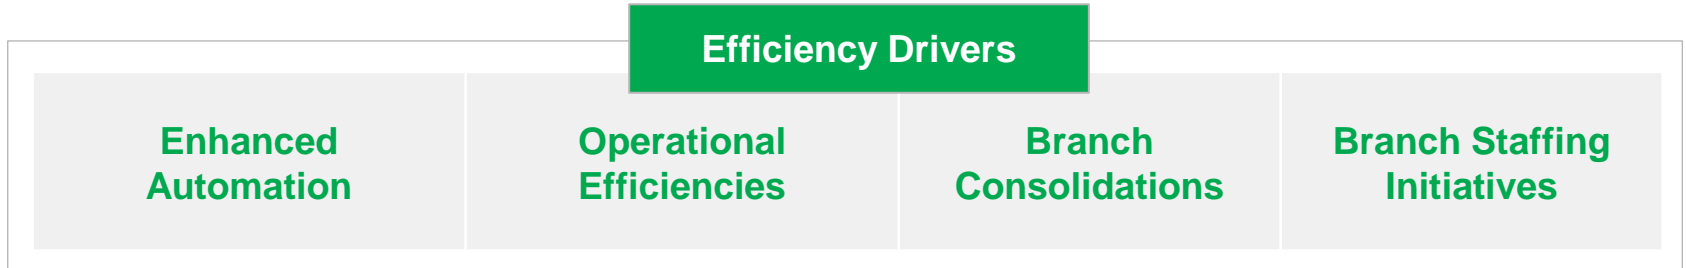 Efficiency Drivers
Enhanced
Automation
Operational
Efficiencies
Branch
Consolidations
Branch Staffing
Initiatives